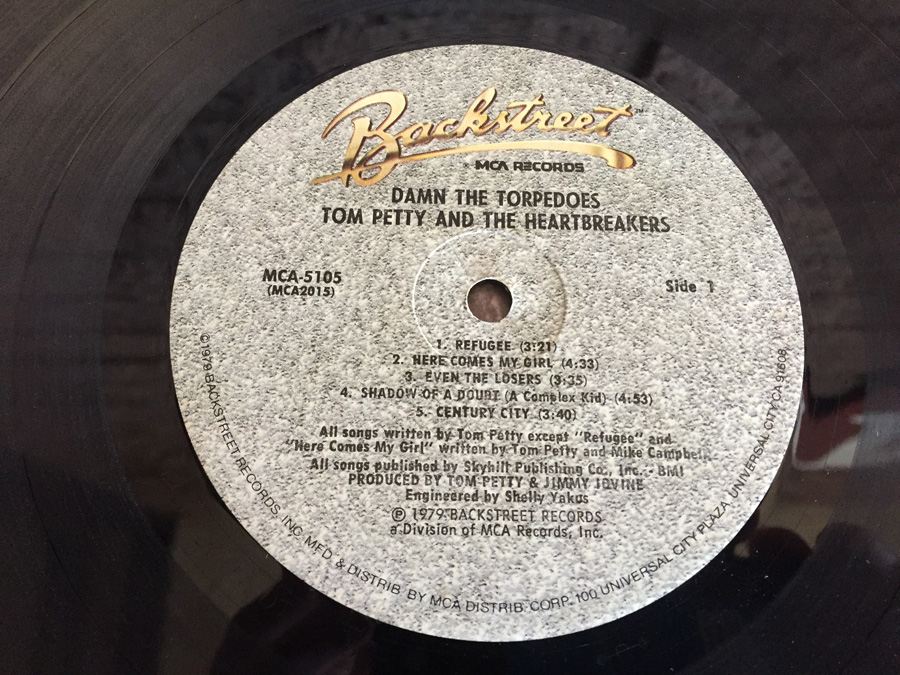 Backstreet
MCA RECORDS
DAMN THE TORPEDOES
TOM PETTY AND THE HEARTBREAKERS
MCA-5105
(MCA2015)
Side 1
1. REFUGEE (3:21)
2. HERE COMES MY GIRL (4:33)
3. EVEN THE LOSERS (3:35)
4. SHADOW OF A DOUBT (A Complex Kid) (4:53)
5. CENTURY CITY (3:40)
All songs written by Tom Petty except "Refugee" and
"Here Comes My Girl" written by Tom Petty and Mike Campbell.
All songs published by Skyhill Publishing Co., Inc. - BMI
PRODUCED BY TOM PETTY & JIMMY IOVINE
Engineered by Shelly Yakus
℗ 1979 BACKSTREET RECORDS
a Division of MCA Records, Inc.
©1979 BACKSTREET RECORDS, INC. MFD. & DISTRIB. BY MCA DISTRIB. CORP. 100 UNIVERSAL CITY PLAZA UNIVERSAL CITY CA 91608